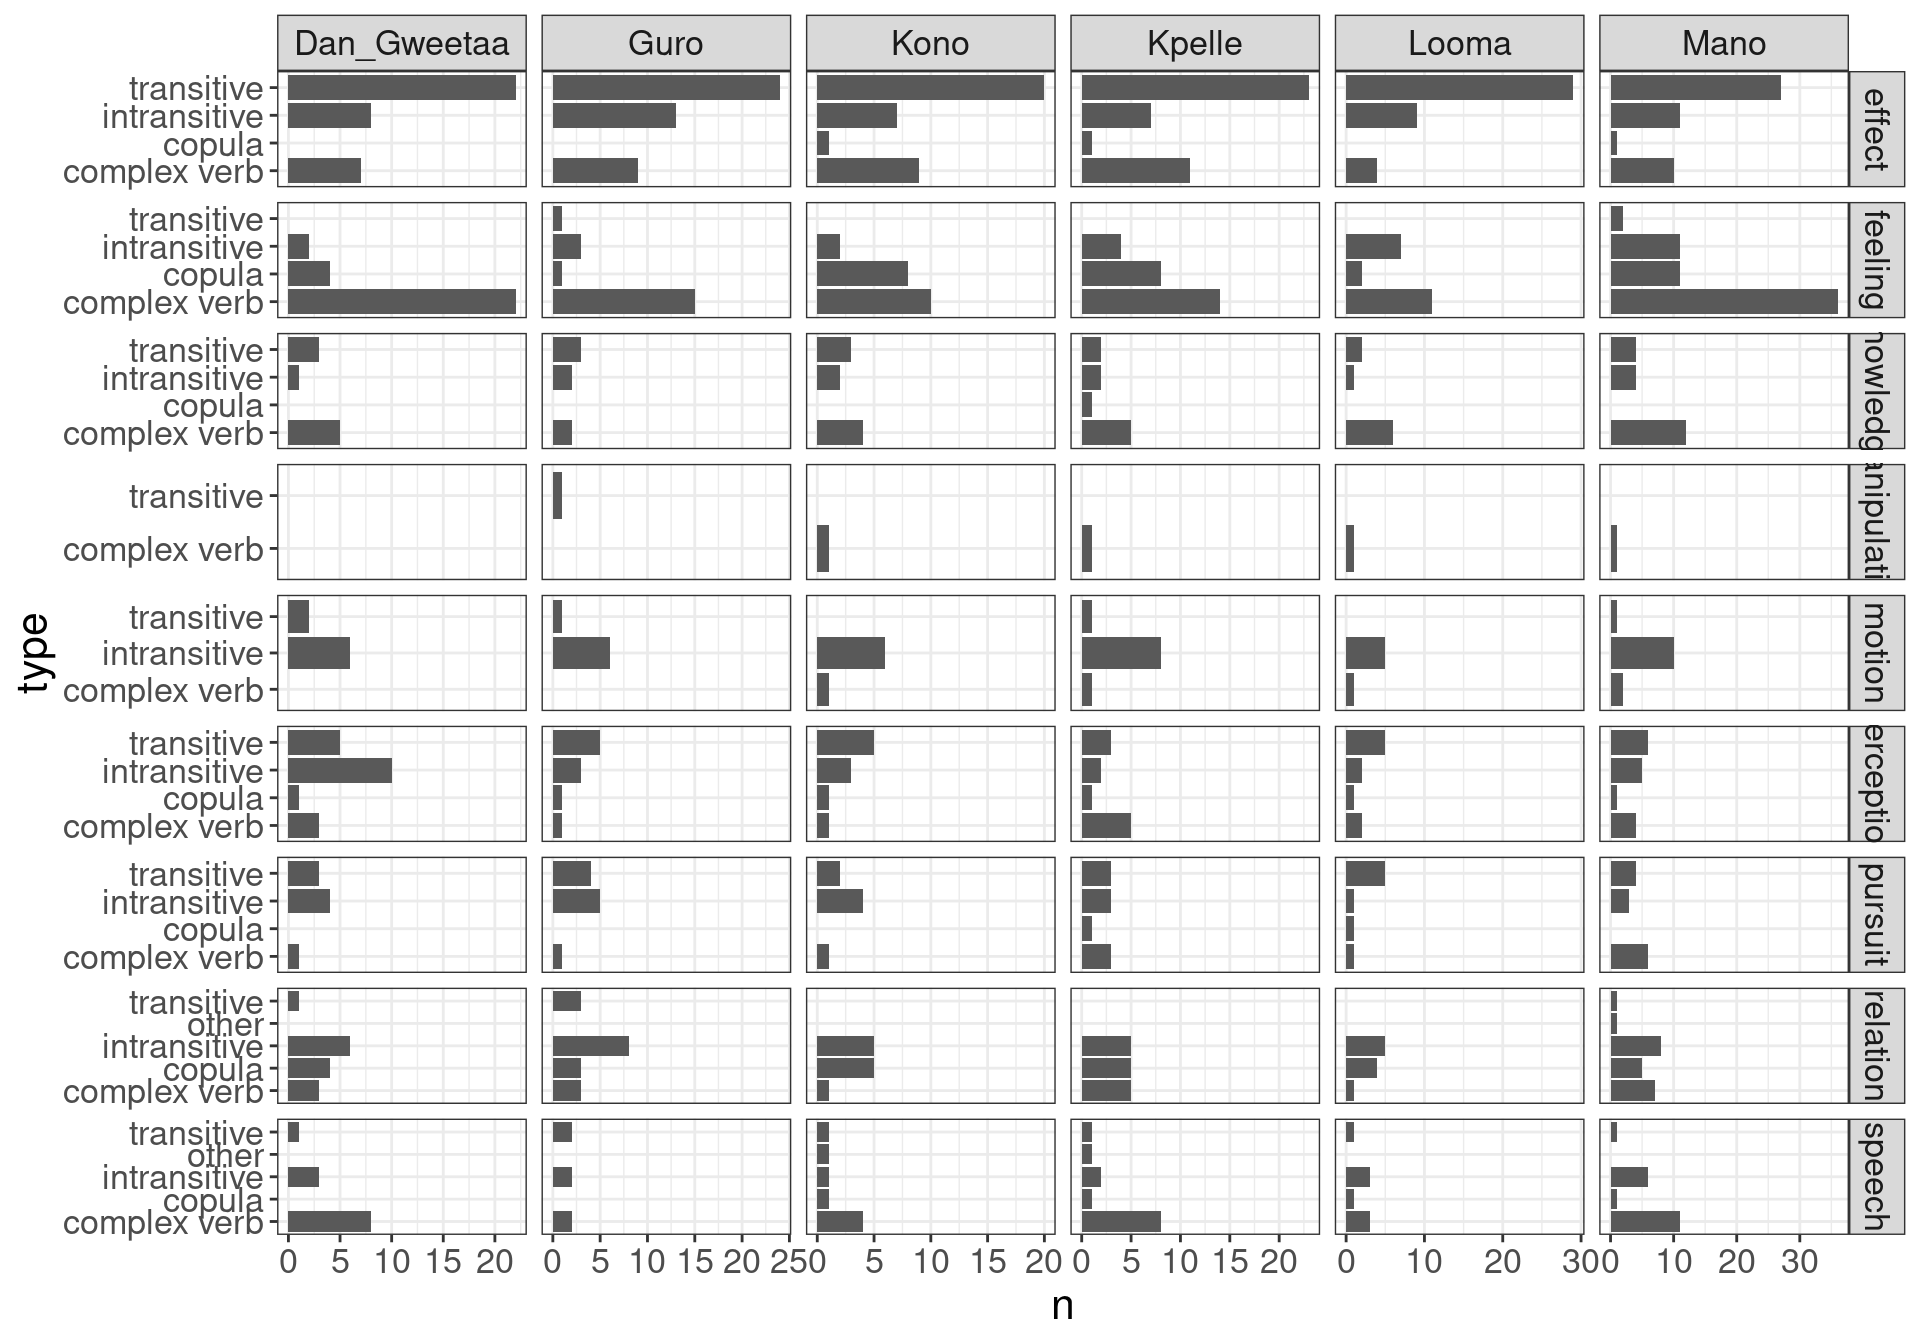 Dan_Gweetaa Guro Kono Kpelle Looma Mano
transitive
intransitive
copula
complex verb
effect
transitive
intransitive
copula
complex verb
feeling
transitive
intransitive
copula
complex verb
nowledg
transitive
complex verb
anipulati
transitive
intransitive
complex verb
motion
transitive
intransitive
copula
complex verb
erceptio
transitive
intransitive
copula
complex verb
pursuit
transitive
other
intransitive
copula
complex verb
relation
transitive
other
intransitive
copula
complex verb
speech
0 5 10 15 20 0 5 10 15 20 25 0 5 10 15 20 0 5 10 15 20 0 10 20 30 0 10 20 30
n
type